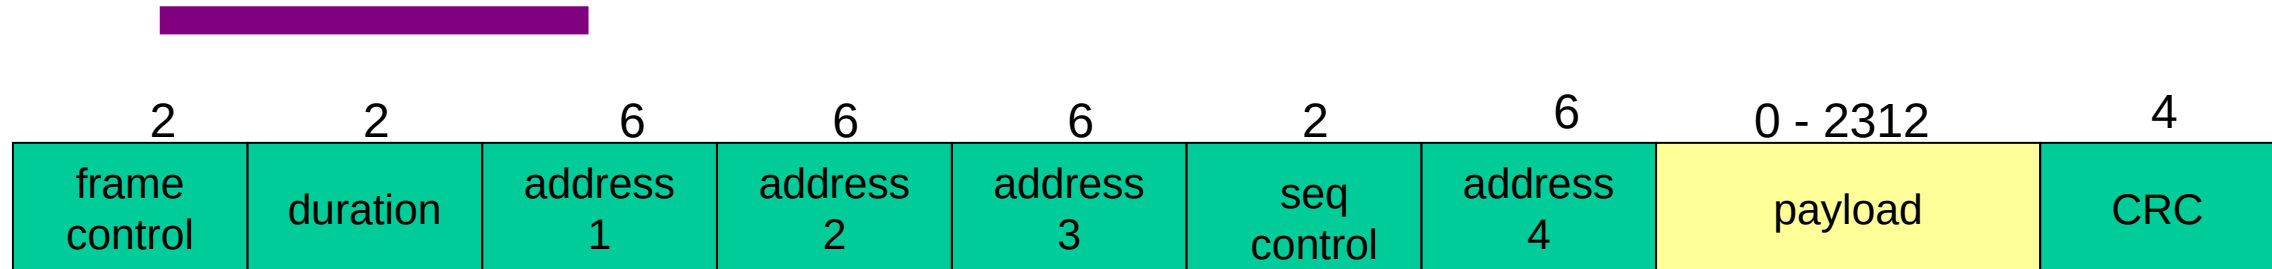 2 2 6 6 6 2 6 0 - 2312 4
frame control
duration
address 1
address 2
address 3
seq control
address 4
payload
CRC